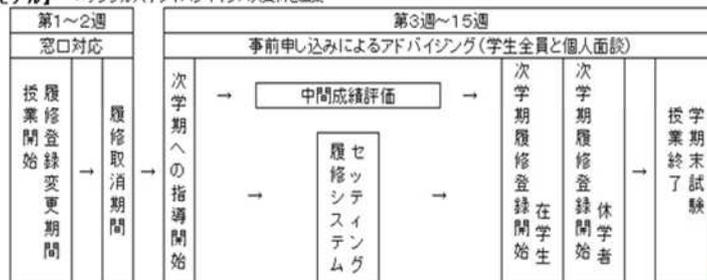 第1～2週
第3週～15週
窓口対応
事前申し込みによるアドバイジング（学生全員と個人面談）
履修登録変更期間
授業開始
→
履修取消期間
→
次学期への指導開始
→
中間成績評価
→
→
セッティング
履修システム
→
次学期履修登録開始
在学生
次学期履修登録開始
休学者
→
学期末試験
授業終了